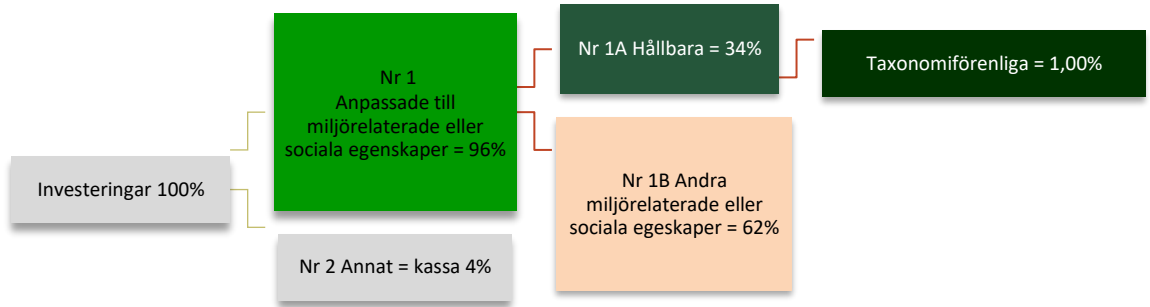 Investeringar 100%
Nr 1
Anpassade till
miljörelaterade eller
sociala egenskaper = 96%
Nr 2 Annat = kassa 4%
Nr 1A Hållbara = 34%
Nr 1B Andra
miljörelaterade eller
sociala egeskaper = 62%
Taxonomiförenliga = 1,00%